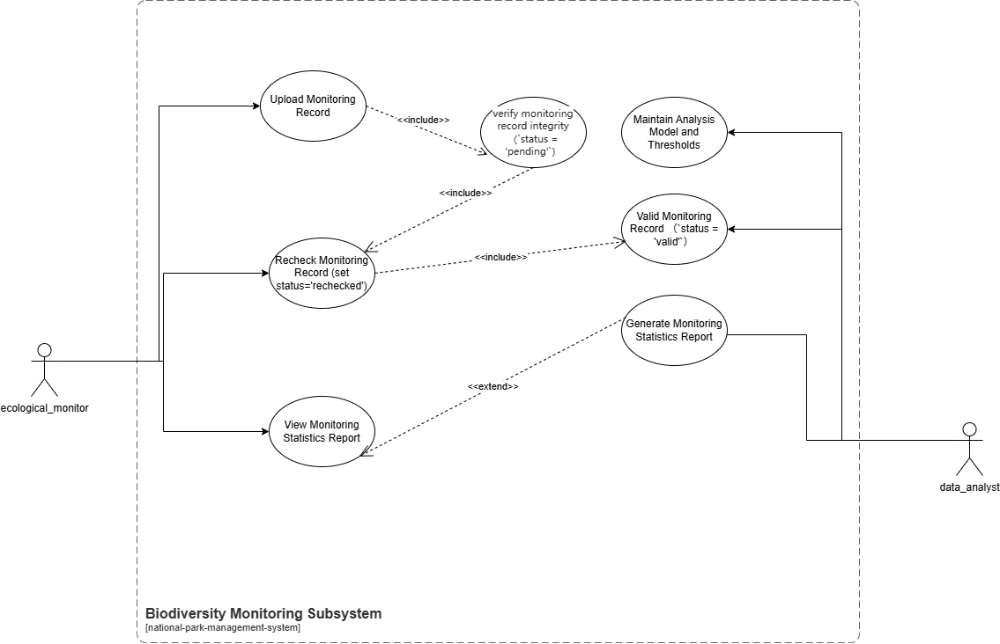 Upload Monitoring
Record
<<include>>
verify monitoring
record integrity
(`status =
'pending'`)
Maintain Analysis
Model and
Thresholds
<<include>>
Valid Monitoring
Record （`status =
'valid'`）
Recheck Monitoring
Record (set
status='rechecked')
<<include>>
Generate Monitoring
Statistics Report
<<extend>>
ecological_monitor
View Monitoring
Statistics Report
data_analyst
Biodiversity Monitoring Subsystem
[national-park-management-system]